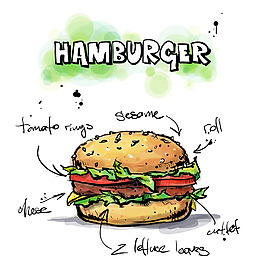 HAMBURGER
sesame
tomato rings
roll
cheese
cutlet
2 lettuce leaves